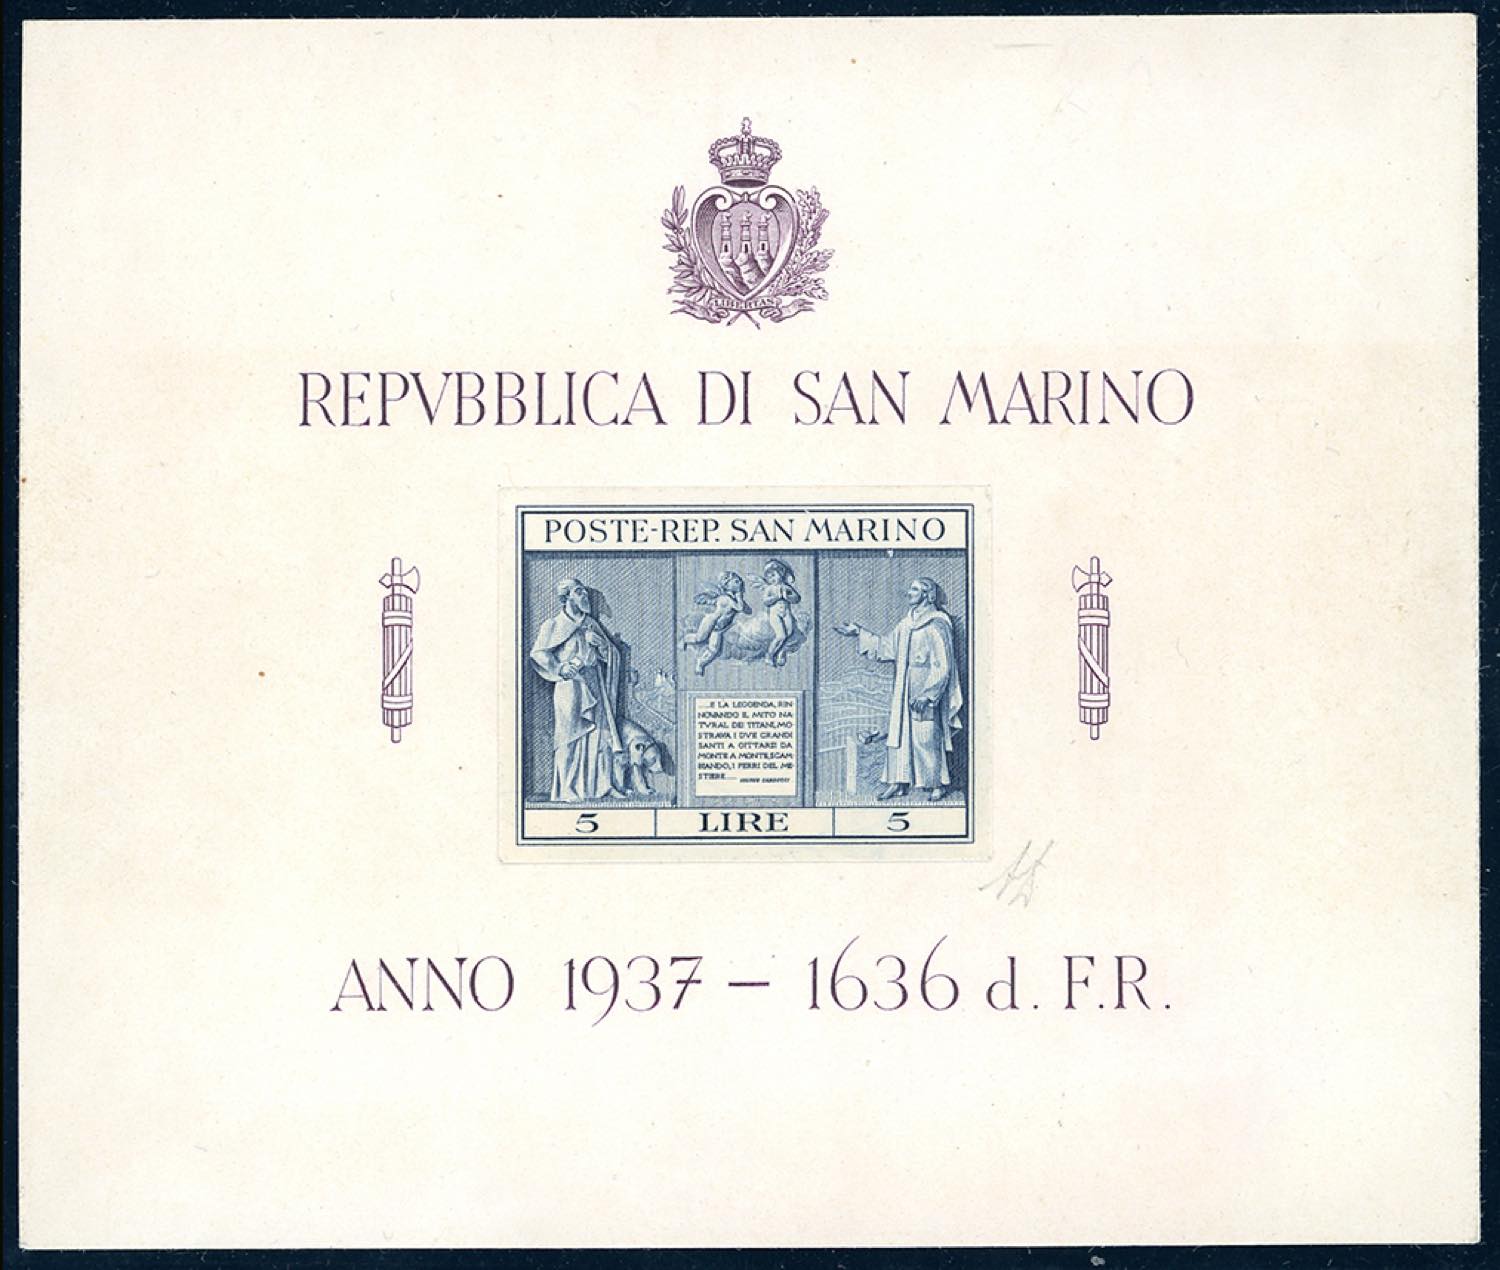 LIBERTAS
REPVBBLICA DI SAN MARINO
POSTE-REP. SAN MARINO
....E LA LEGGENDA, RIN
NOVANDO IL MITO NA-
TVRAL DEI TITANI, MO-
STRAVA I DVE GRANDI
SANTI A GITTARSI DA
MONTE A MONTE, SCAM-
BIANDO, I FERRI DEL ME-
STIERE....
GIOSUE CARDUCCI
5 LIRE 5
ANNO 1937 – 1636 d. F.R.